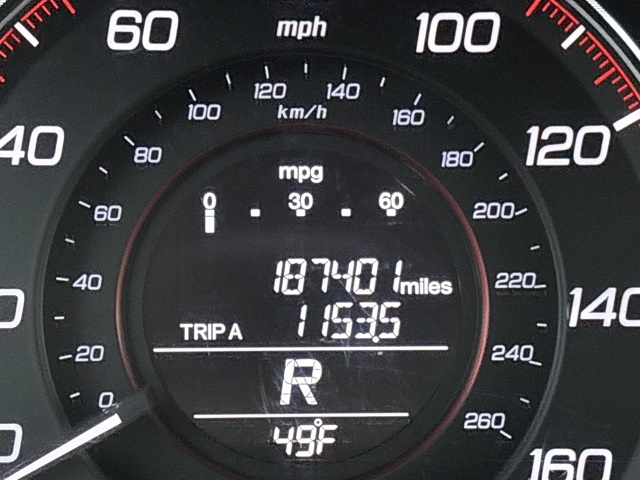 60 mph 100
120 140
100 km/h 160
40 80 180 120
mpg
0 30 60
60 200
187401 miles
40 220
TRIP A 1153.5
140
20 240
R
0 260
49°F
160